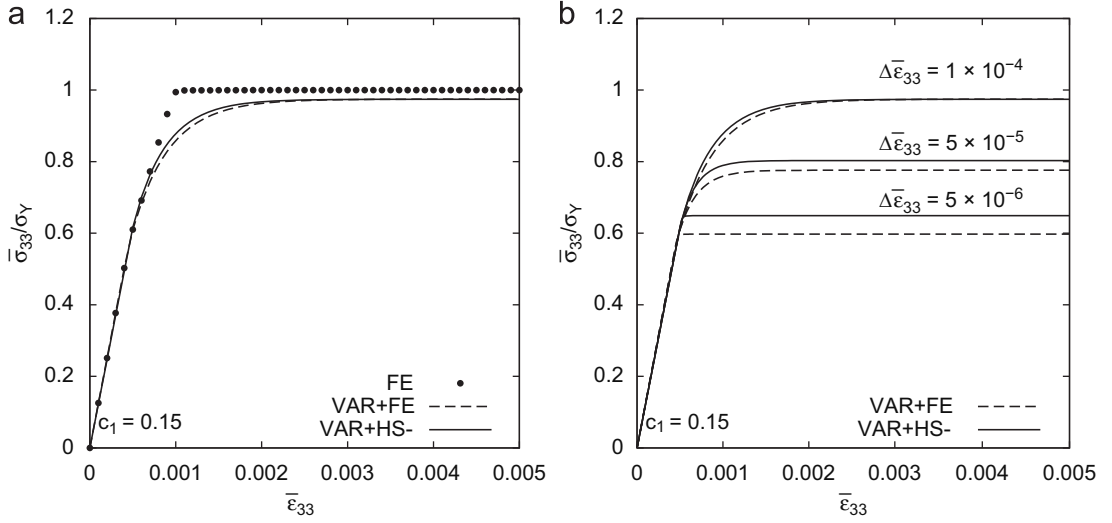 a
1.2
1
0.8
0.6
0.4
0.2
0
σ̅₃₃/σY
FE
VAR+FE
VAR+HS-
c₁ = 0.15
0 0.001 0.002 0.003 0.004 0.005
ε̅₃₃
b
1.2
1
0.8
0.6
0.4
0.2
0
σ̅₃₃/σY
Δε̅₃₃ = 1 × 10⁻⁴
Δε̅₃₃ = 5 × 10⁻⁵
Δε̅₃₃ = 5 × 10⁻⁶
VAR+FE
VAR+HS-
c₁ = 0.15
0 0.001 0.002 0.003 0.004 0.005
ε̅₃₃